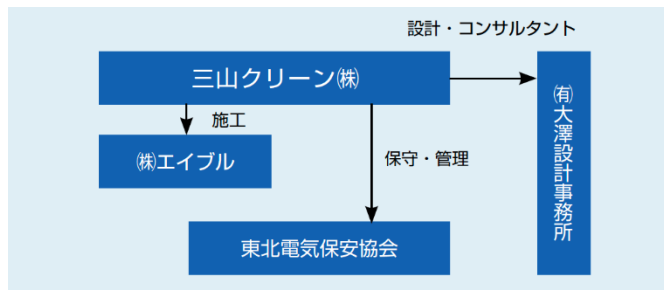 設計・コンサルタント
三山クリーン㈱
㈲大澤設計事務所
施工
㈱エイブル
保守・管理
東北電気保安協会